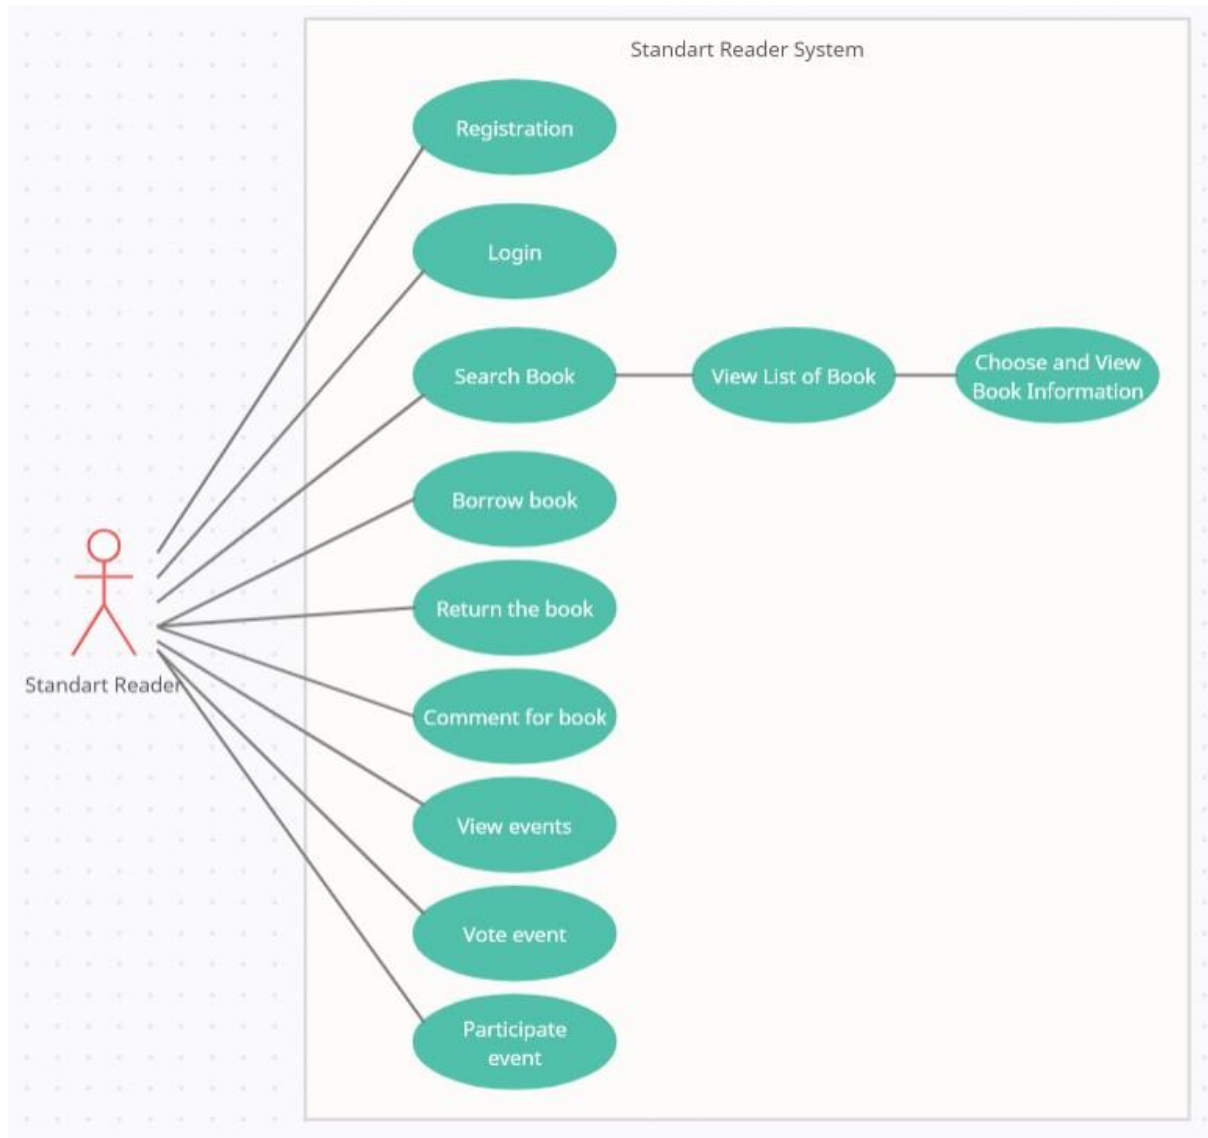 Standart Reader System
Registration
Login
Search Book
View List of Book
Choose and View
Book Information
Borrow book
Return the book
Standart Reader
Comment for book
View events
Vote event
Participate
event